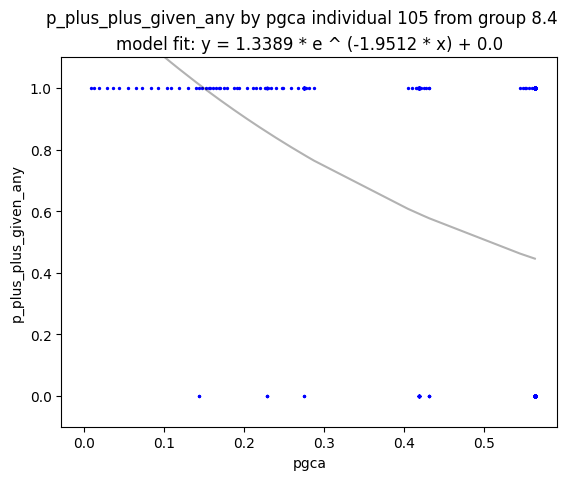 p_plus_plus_given_any by pgca individual 105 from group 8.4
model fit: y = 1.3389 * e ^ (-1.9512 * x) + 0.0
1.0
0.8
0.6
0.4
0.2
0.0
p_plus_plus_given_any
0.0 0.1 0.2 0.3 0.4 0.5
pgca